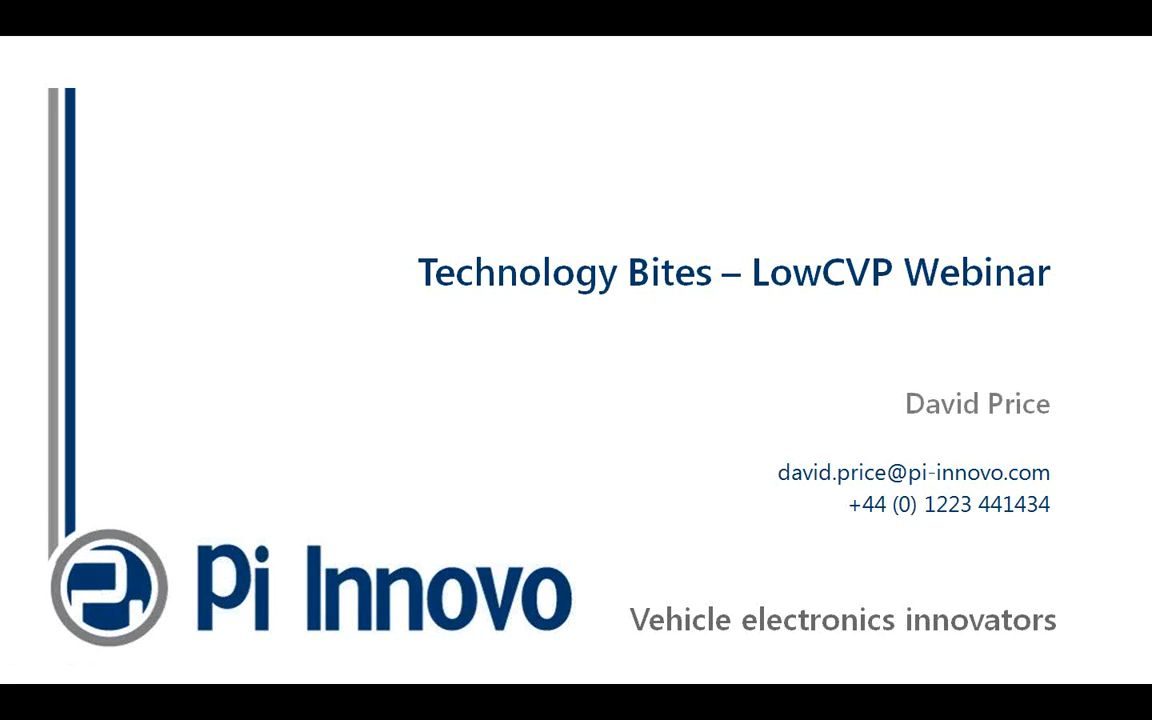 Technology Bites – LowCVP Webinar
David Price
david.price@pi-innovo.com
+44 (0) 1223 441434
Pi Innovo
Vehicle electronics innovators